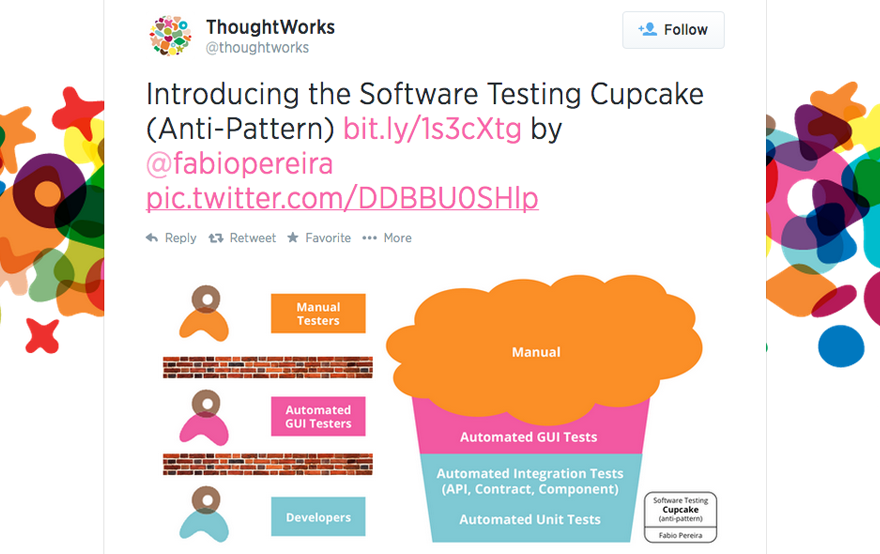 ThoughtWorks
@thoughtworks
Follow
Introducing the Software Testing Cupcake
(Anti-Pattern) bit.ly/1s3cXtg by
@fabiopereira
pic.twitter.com/DDBBU0SHlp
Reply Retweet Favorite More
Manual
Testers
Manual
Automated
GUI Testers
Automated GUI Tests
Automated Integration Tests
(API, Contract, Component)
Developers
Automated Unit Tests
Software Testing
Cupcake
(anti-pattern)
Fabio Pereira